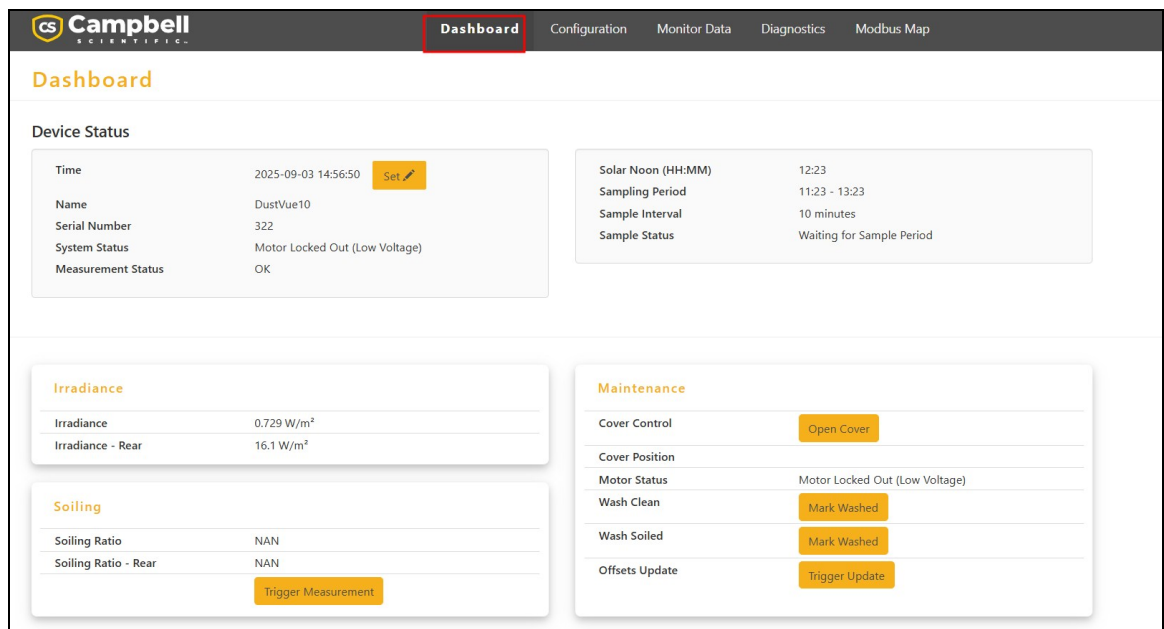 CS Campbell
SCIENTIFIC
Dashboard Configuration Monitor Data Diagnostics Modbus Map
Dashboard
Device Status
Time 2025-09-03 14:56:50 Set
Name DustVue10
Serial Number 322
System Status Motor Locked Out (Low Voltage)
Measurement Status OK
Solar Noon (HH:MM) 12:23
Sampling Period 11:23 - 13:23
Sample Interval 10 minutes
Sample Status Waiting for Sample Period
Irradiance
Irradiance 0.729 W/m²
Irradiance - Rear 16.1 W/m²
Soiling
Soiling Ratio NAN
Soiling Ratio - Rear NAN
Trigger Measurement
Maintenance
Cover Control Open Cover
Cover Position
Motor Status Motor Locked Out (Low Voltage)
Wash Clean Mark Washed
Wash Soiled Mark Washed
Offsets Update Trigger Update